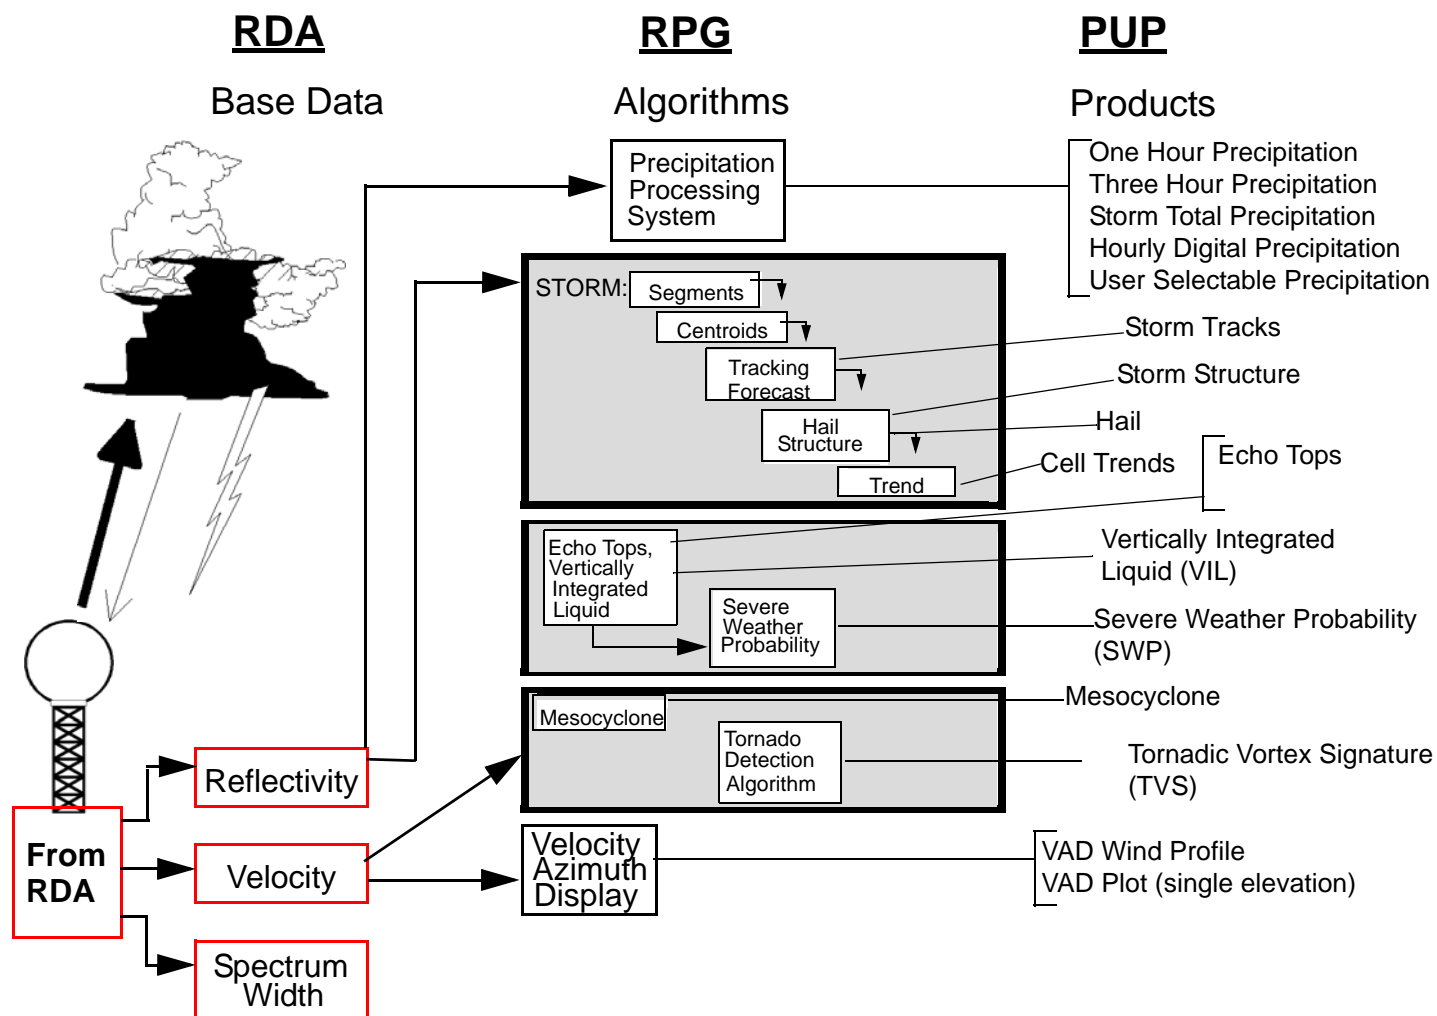 RDA
RPG
PUP
Base Data
Algorithms
Products
Precipitation
Processing
System
One Hour Precipitation
Three Hour Precipitation
Storm Total Precipitation
Hourly Digital Precipitation
User Selectable Precipitation
STORM:
Segments
Centroids
Tracking
Forecast
Hail
Structure
Trend
Storm Tracks
Storm Structure
Hail
Cell Trends
Echo Tops
Echo Tops,
Vertically
Integrated
Liquid
Severe
Weather
Probability
Vertically Integrated
Liquid (VIL)
Severe Weather Probability
(SWP)
Mesocyclone
Tornado
Detection
Algorithm
Mesocyclone
Tornadic Vortex Signature
(TVS)
From
RDA
Reflectivity
Velocity
Spectrum
Width
Velocity
Azimuth
Display
VAD Wind Profile
VAD Plot (single elevation)